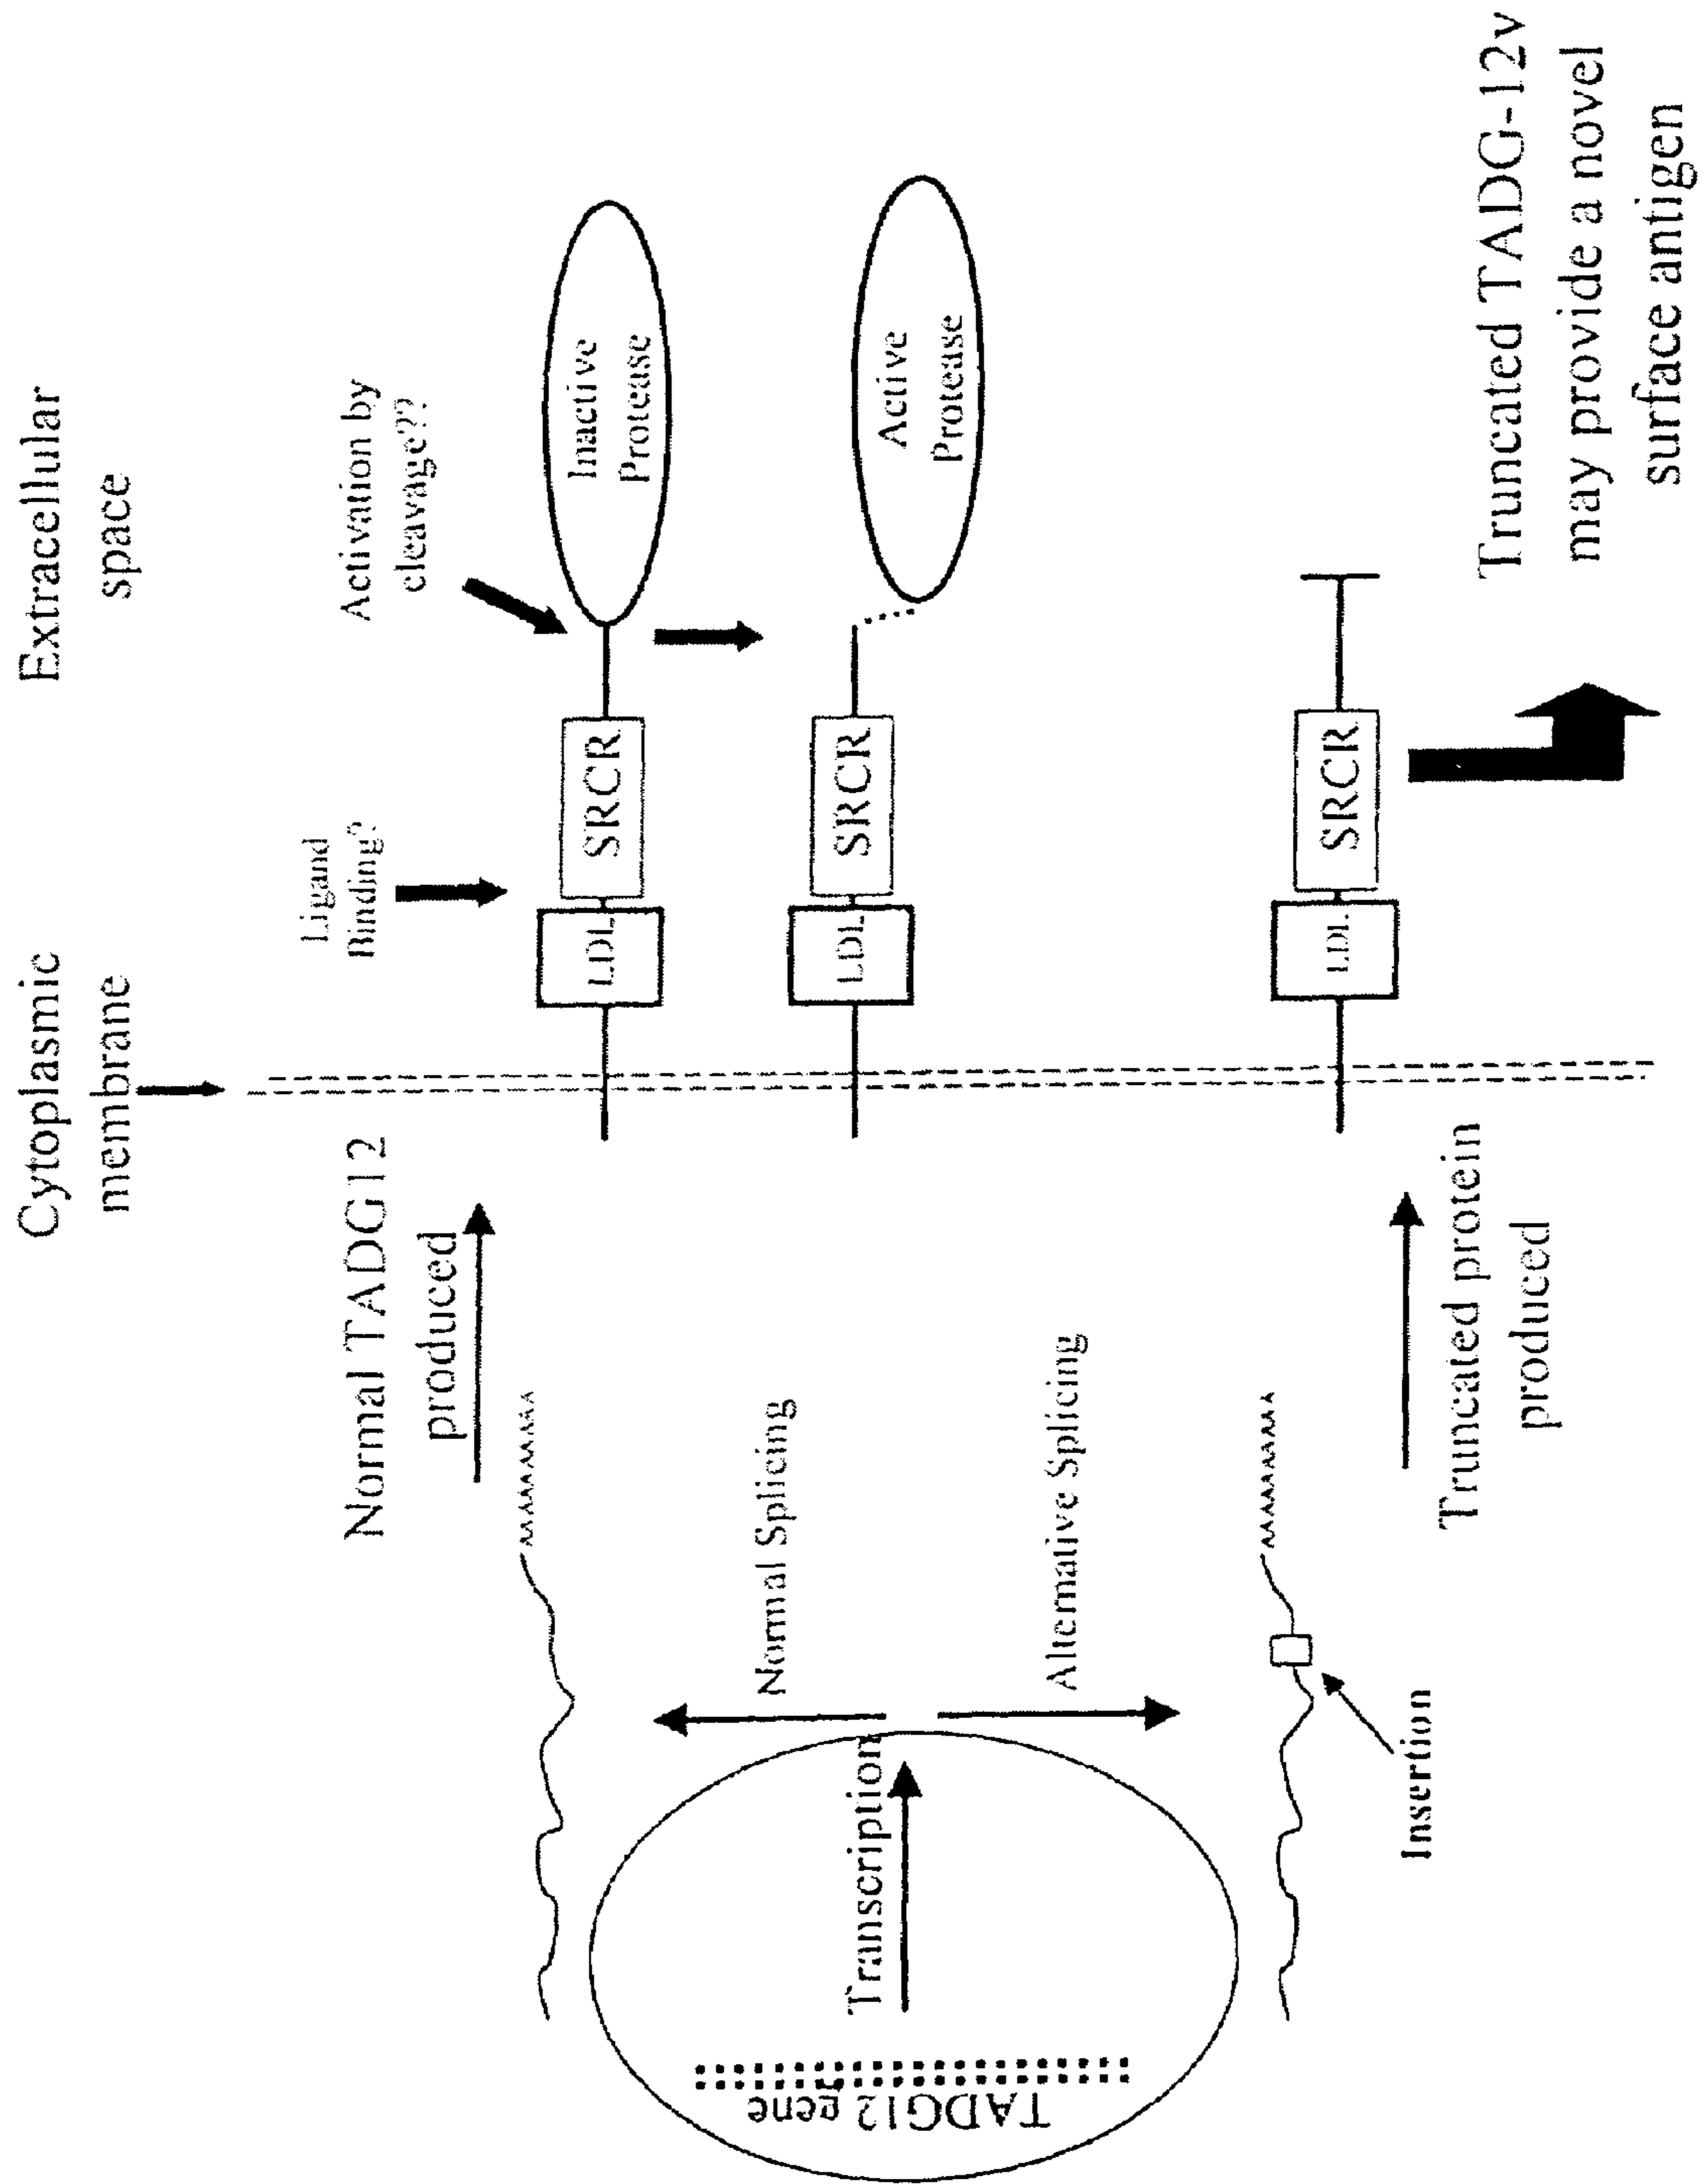 Cytoplasmic
membrane
Extracellular
space
Normal TADG12
produced
Ligand
Binding?
Activation by
cleavage??
LDL
SRCR
Inactive
Protease
Normal Splicing
LDL
SRCR
Active
Protease
TADG12 gene
Transcription
Alternative Splicing
AAAAAAAA
AAAAAAAA
Insertion
LDL
SRCR
Truncated protein
produced
Truncated TADG-12v
may provide a novel
surface antigen